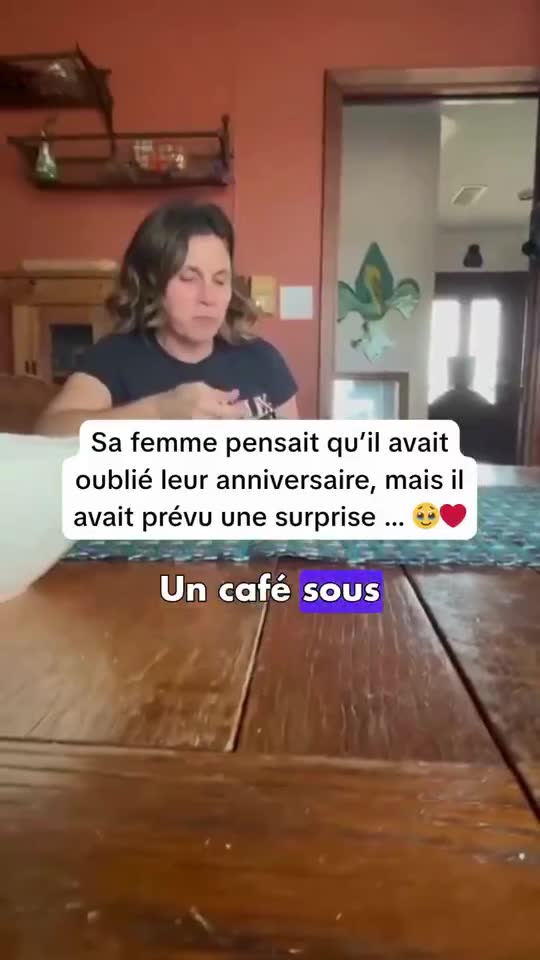 Sa femme pensait qu’il avait
oublié leur anniversaire, mais il
avait prévu une surprise ... 🥹❤️
Un café sous